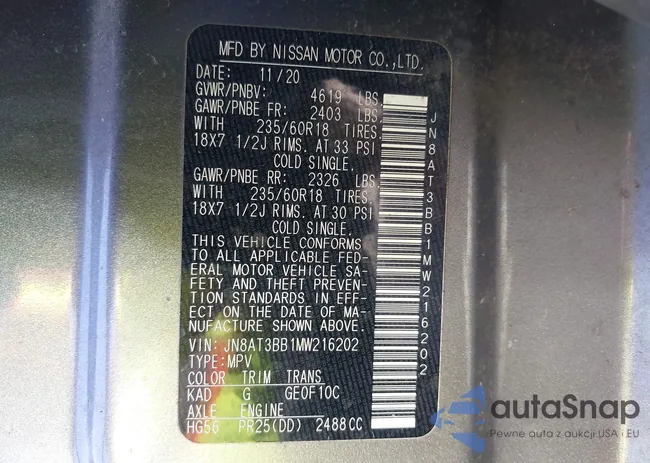 MFD BY NISSAN MOTOR CO.,LTD.
DATE: 11/20
GVWR/PNBV: 4619 LBS.
GAWR/PNBE FR: 2403 LBS.
WITH 235/60R18 TIRES.
18X7 1/2J RIMS. AT 33 PSI
COLD SINGLE.
GAWR/PNBE RR: 2326 LBS.
WITH 235/60R18 TIRES.
18X7 1/2J RIMS. AT 30 PSI
COLD SINGLE.
THIS VEHICLE CONFORMS
TO ALL APPLICABLE FED-
ERAL MOTOR VEHICLE SA-
FETY AND THEFT PREVEN-
TION STANDARDS IN EFF-
ECT ON THE DATE OF MA-
NUFACTURE SHOWN ABOVE.
VIN: JN8AT3BB1MW216202
TYPE:MPV
COLOR TRIM TRANS
KAD G GE0F10C
AXLE ENGINE
HG56 PR25(DD) 2488CC
JN8AT3BB1MW216202
autaSnap
Pewne auta z aukcji USA i EU